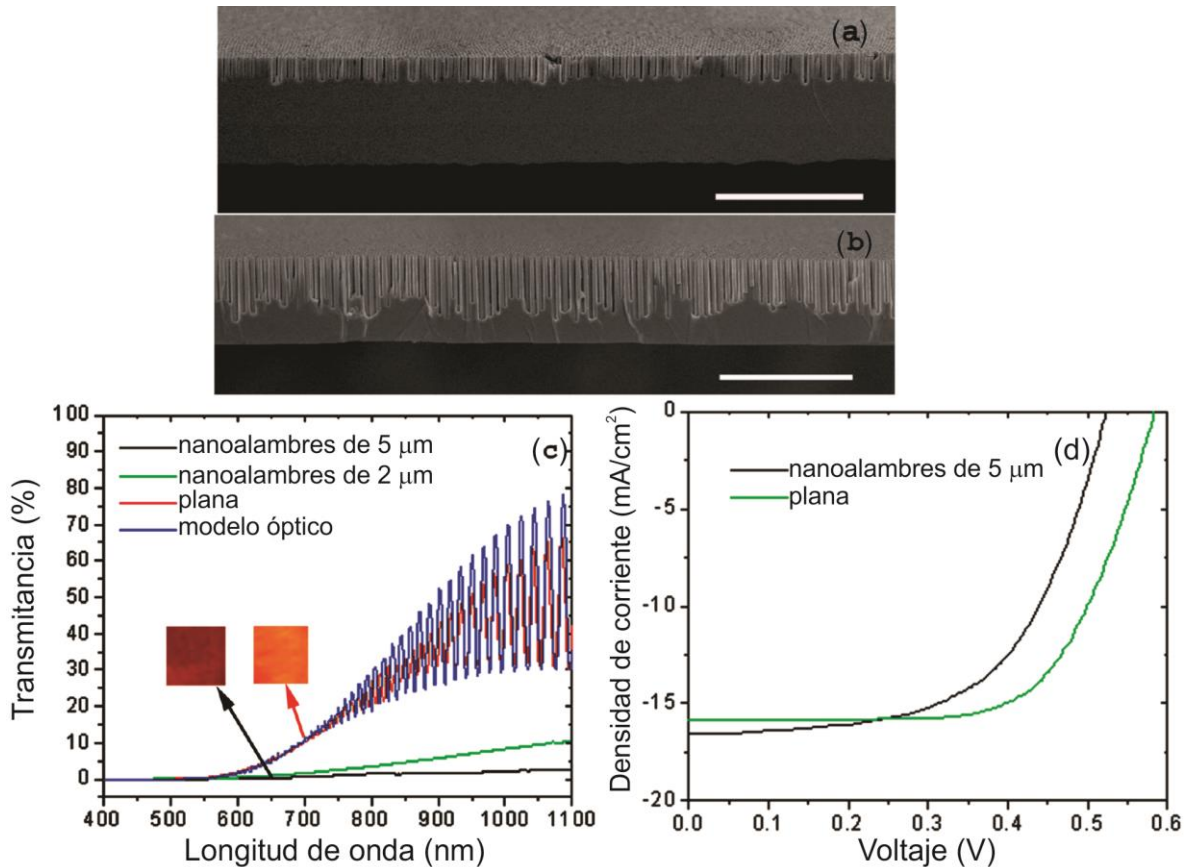 (a)
(b)
(c)
nanoalambres de 5 μm
nanoalambres de 2 μm
plana
modelo óptico
Transmitancia (%)
100
90
80
70
60
50
40
30
20
10
0
400 500 600 700 800 900 1000 1100
Longitud de onda (nm)
(d)
nanoalambres de 5 μm
plana
Densidad de corriente (mA/cm²)
0
-5
-10
-15
-20
0.0 0.1 0.2 0.3 0.4 0.5 0.6
Voltaje (V)